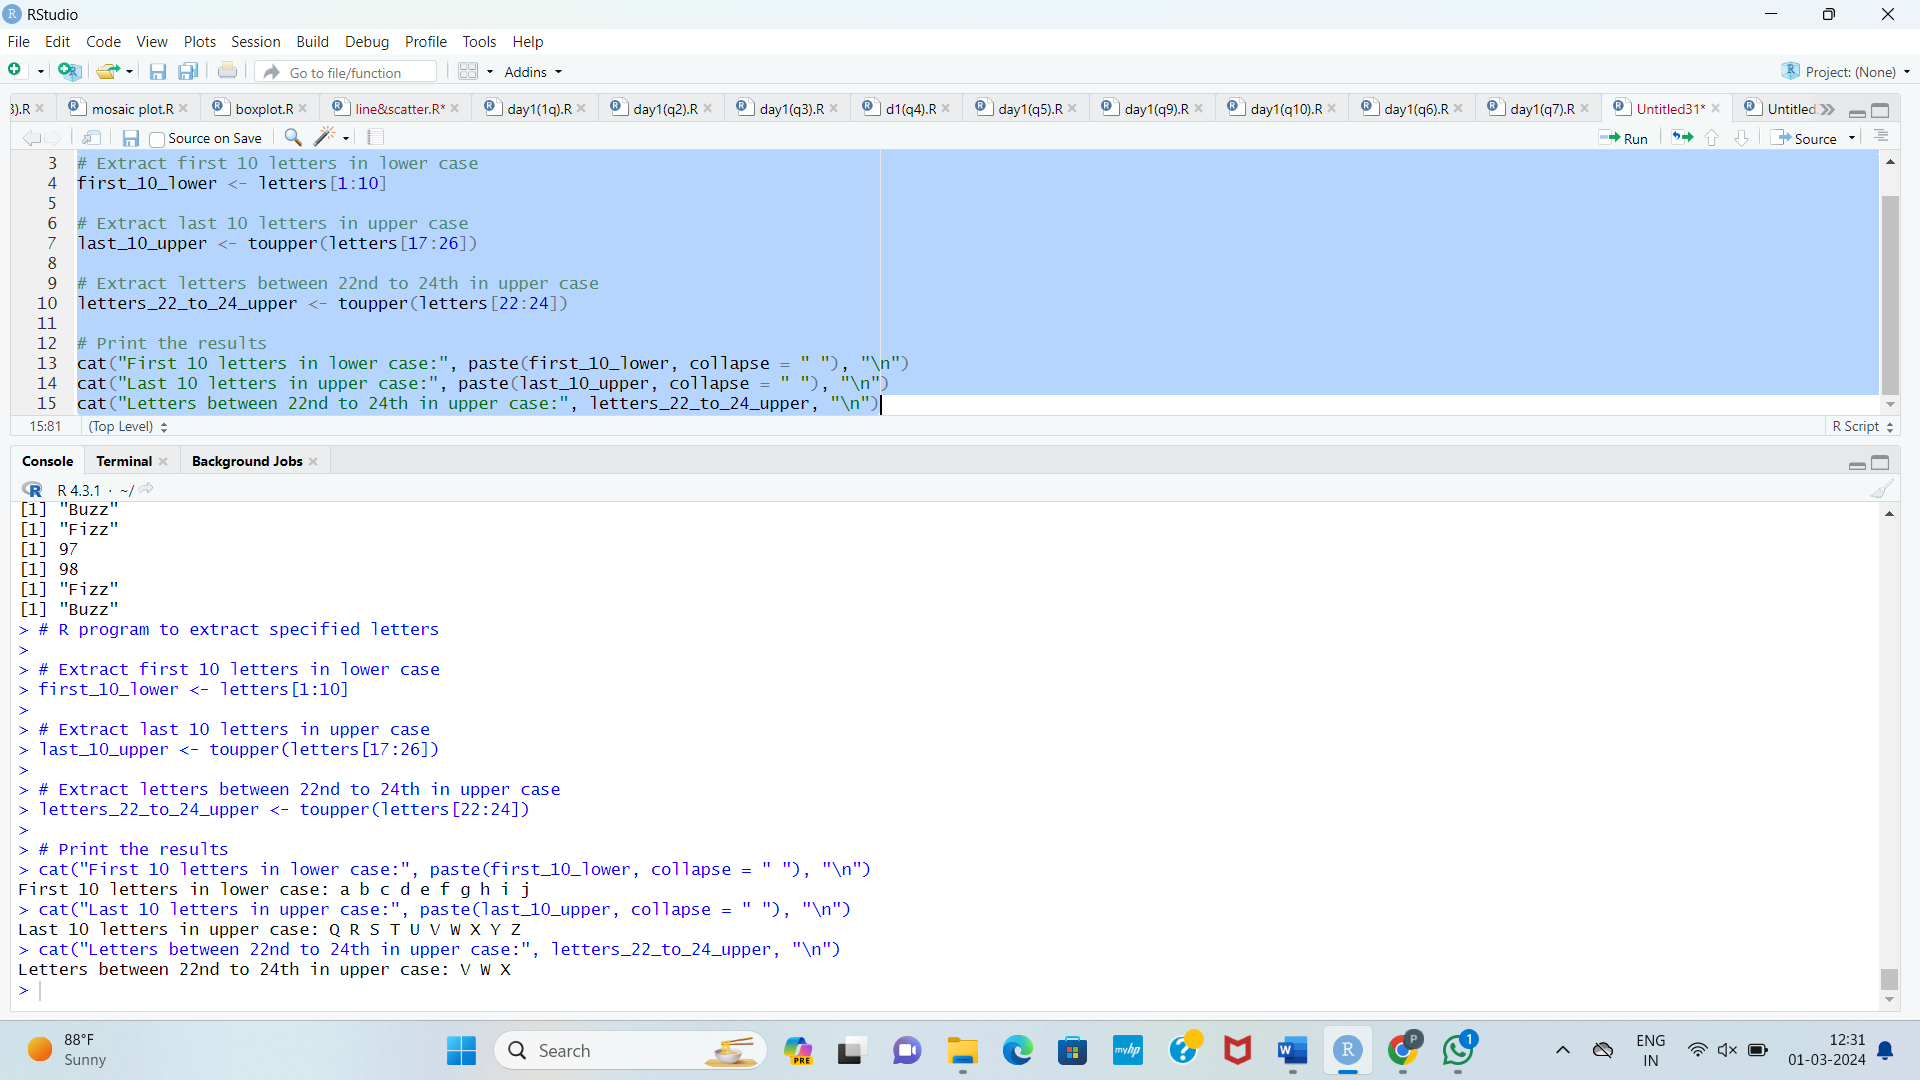 RStudio
File Edit Code View Plots Session Build Debug Profile Tools Help
Go to file/function Addins Project: (None)
3).R mosaic plot.R boxplot.R line&scatter.R* day1(1q).R day1(q2).R day1(q3).R d1(q4).R day1(q5).R day1(q9).R day1(q10).R day1(q6).R day1(q7).R Untitled31* Untitled
Source on Save Run Source
3 # Extract first 10 letters in lower case
4 first_10_lower <- letters[1:10]
5
6 # Extract last 10 letters in upper case
7 last_10_upper <- toupper(letters[17:26])
8
9 # Extract letters between 22nd to 24th in upper case
10 letters_22_to_24_upper <- toupper(letters[22:24])
11
12 # Print the results
13 cat("First 10 letters in lower case:", paste(first_10_lower, collapse = " "), "\n")
14 cat("Last 10 letters in upper case:", paste(last_10_upper, collapse = " "), "\n")
15 cat("Letters between 22nd to 24th in upper case:", letters_22_to_24_upper, "\n")
15:81 (Top Level) R Script
Console Terminal Background Jobs
R R 4.3.1 · ~/
[1] "Buzz"
[1] "Fizz"
[1] 97
[1] 98
[1] "Fizz"
[1] "Buzz"
> # R program to extract specified letters
>
> # Extract first 10 letters in lower case
> first_10_lower <- letters[1:10]
>
> # Extract last 10 letters in upper case
> last_10_upper <- toupper(letters[17:26])
>
> # Extract letters between 22nd to 24th in upper case
> letters_22_to_24_upper <- toupper(letters[22:24])
>
> # Print the results
> cat("First 10 letters in lower case:", paste(first_10_lower, collapse = " "), "\n")
First 10 letters in lower case: a b c d e f g h i j
> cat("Last 10 letters in upper case:", paste(last_10_upper, collapse = " "), "\n")
Last 10 letters in upper case: Q R S T U V W X Y Z
> cat("Letters between 22nd to 24th in upper case:", letters_22_to_24_upper, "\n")
Letters between 22nd to 24th in upper case: V W X
>
88°F
Sunny
Search
PRE
myhp
W
R
P
1
ENG
IN
12:31
01-03-2024